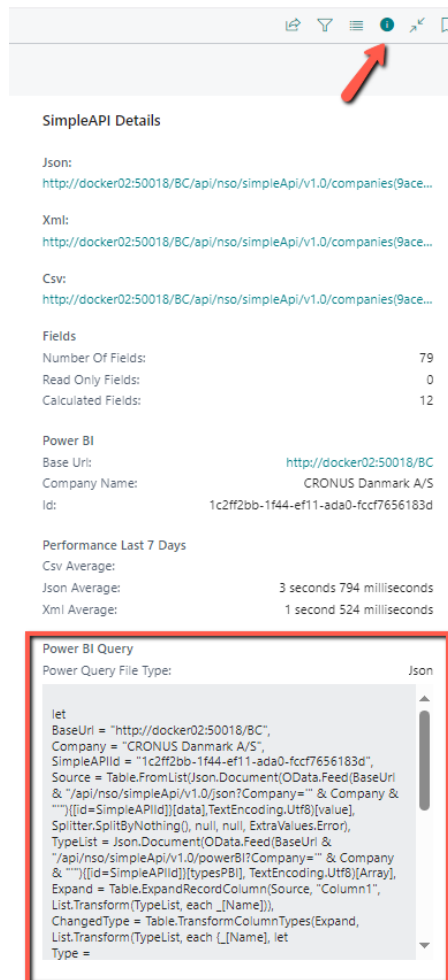 SimpleAPI Details
Json:
http://docker02:50018/BC/api/nso/simpleApi/v1.0/companies(9ace...
Xml:
http://docker02:50018/BC/api/nso/simpleApi/v1.0/companies(9ace...
Csv:
http://docker02:50018/BC/api/nso/simpleApi/v1.0/companies(9ace...
Fields
Number Of Fields: 79
Read Only Fields: 0
Calculated Fields: 12
Power BI
Base Url: http://docker02:50018/BC
Company Name: CRONUS Danmark A/S
Id: 1c2ff2bb-1f44-ef11-ada0-fccf7656183d
Performance Last 7 Days
Csv Average:
Json Average: 3 seconds 794 milliseconds
Xml Average: 1 second 524 milliseconds
Power BI Query
Power Query File Type: Json
let
BaseUrl = "http://docker02:50018/BC",
Company = "CRONUS Danmark A/S",
SimpleAPIId = "1c2ff2bb-1f44-ef11-ada0-fccf7656183d",
Source = Table.FromList(Json.Document(OData.Feed(BaseUrl
& "/api/nso/simpleApi/v1.0/json?Company='" & Company &
"'"){[id=SimpleAPIId]}[data],TextEncoding.Utf8)[value],
Splitter.SplitByNothing(), null, null, ExtraValues.Error),
TypeList = Json.Document(OData.Feed(BaseUrl &
"/api/nso/simpleApi/v1.0/powerBI?Company='" & Company
& "'"){[id=SimpleAPIId]}[typesPBI], TextEncoding.Utf8)[Array],
Expand = Table.ExpandRecordColumn(Source, "Column1",
List.Transform(TypeList, each _[Name])),
ChangedType = Table.TransformColumnTypes(Expand,
List.Transform(TypeList, each {_[Name], let
Type =